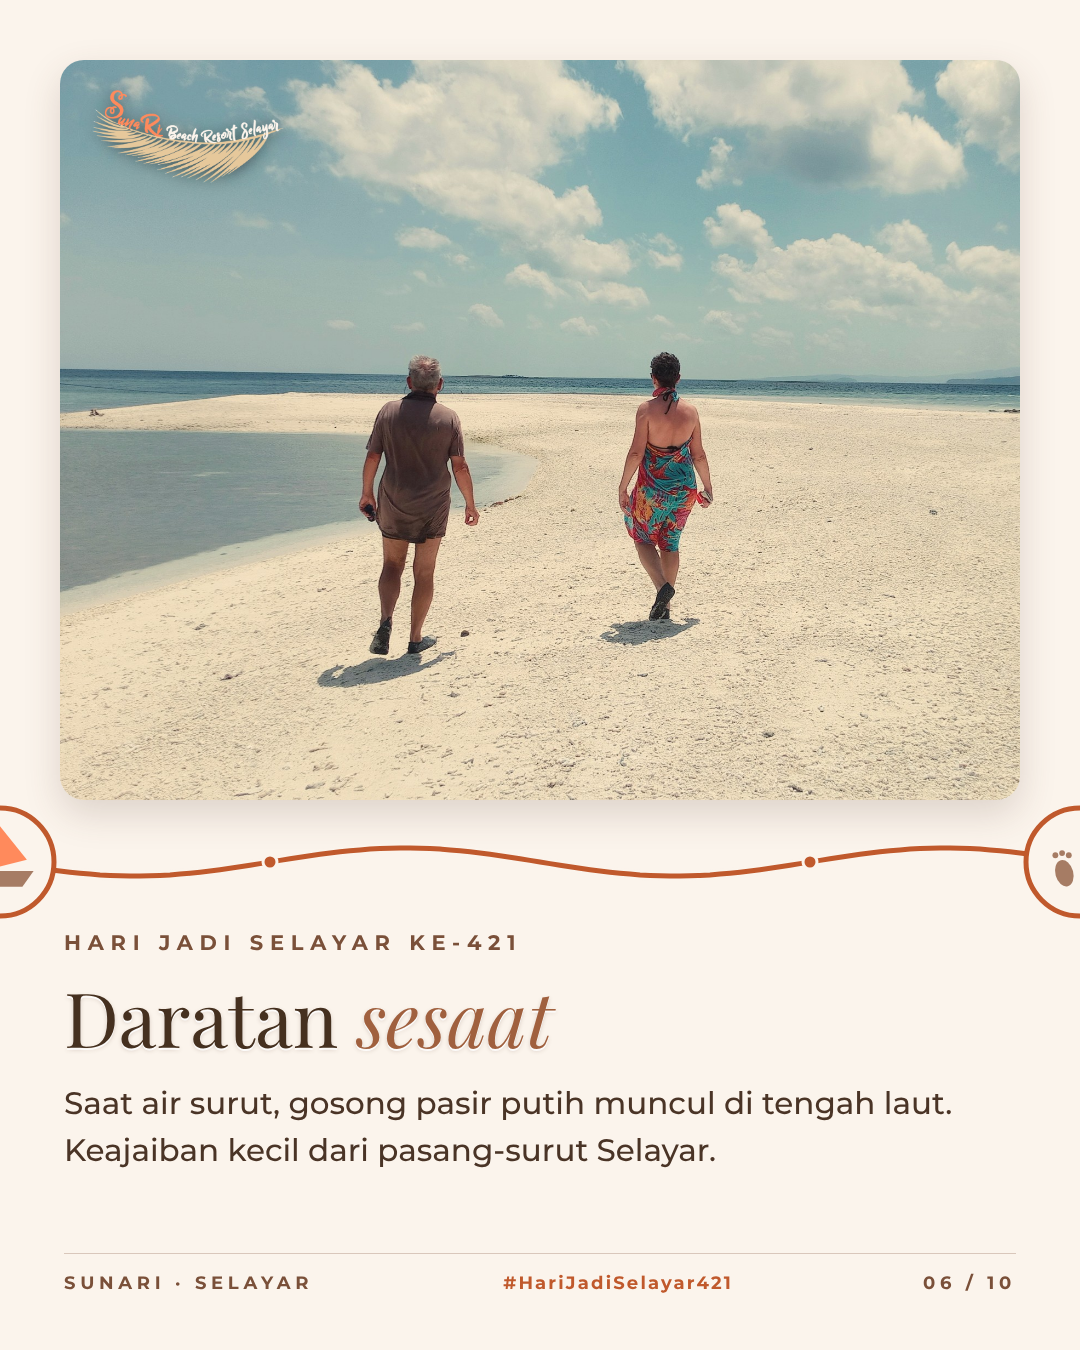 SunaRi Beach Resort Selayar
HARI JADI SELAYAR KE-421
Daratan sesaat
Saat air surut, gosong pasir putih muncul di tengah laut.
Keajaiban kecil dari pasang-surut Selayar.
SUNARI · SELAYAR #HariJadiSelayar421 06 / 10